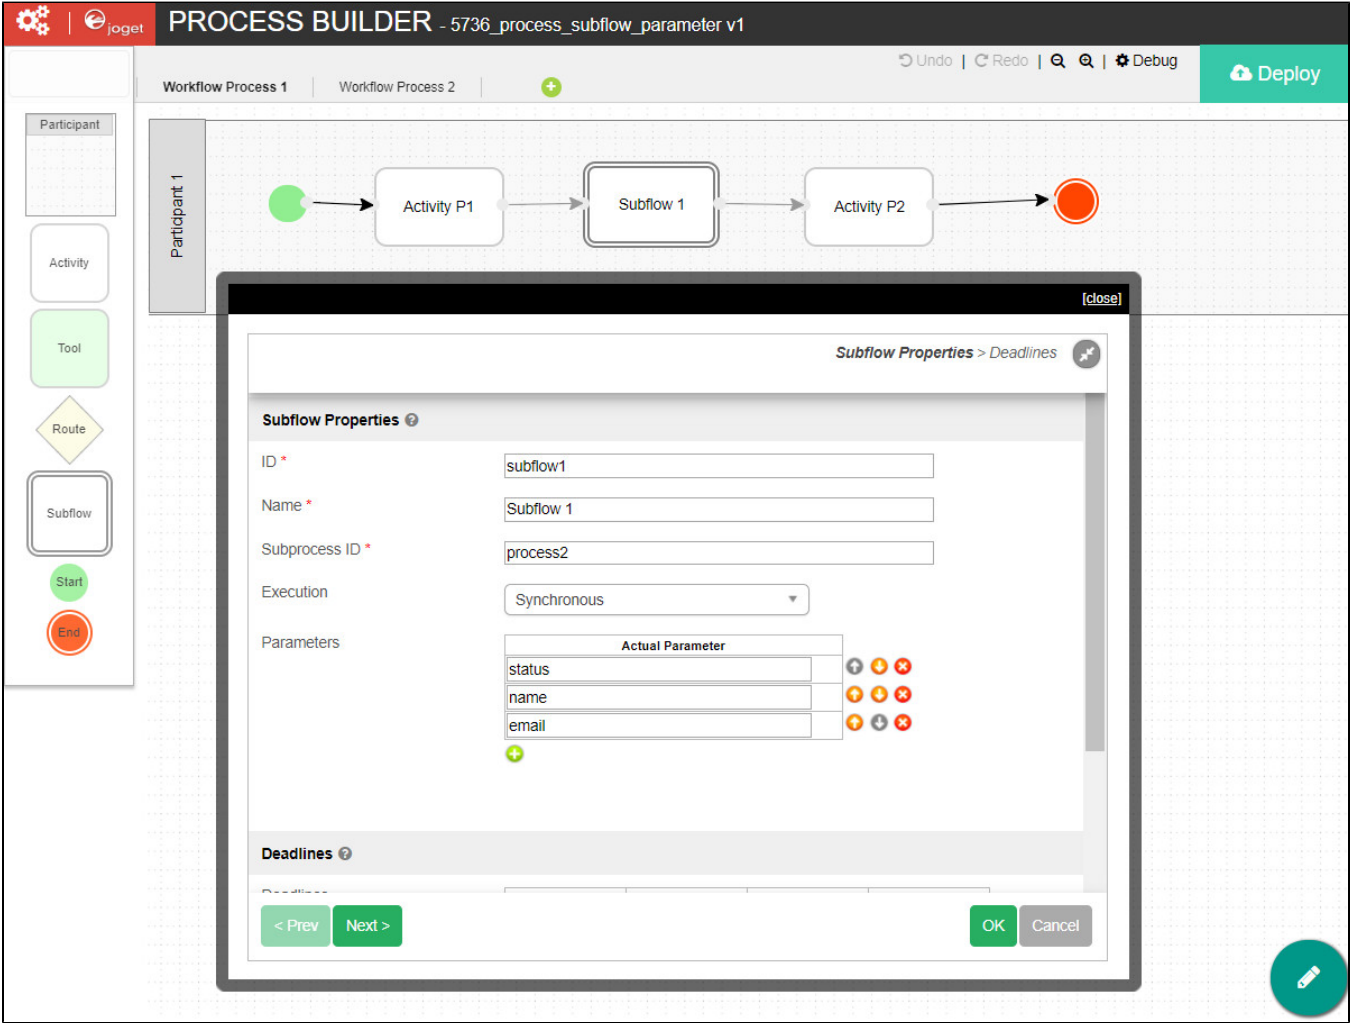 joget PROCESS BUILDER - 5736_process_subflow_parameter v1
Undo | Redo | | Debug
Deploy
Workflow Process 1
Workflow Process 2
Participant
Activity
Tool
Route
Subflow
Start
End
Participant 1
Activity P1
Subflow 1
Activity P2
[close]
Subflow Properties > Deadlines
Subflow Properties
ID *
subflow1
Name *
Subflow 1
Subprocess ID *
process2
Execution
Synchronous
Parameters
Actual Parameter
status
name
email
Deadlines
Deadlines
< Prev
Next >
OK
Cancel